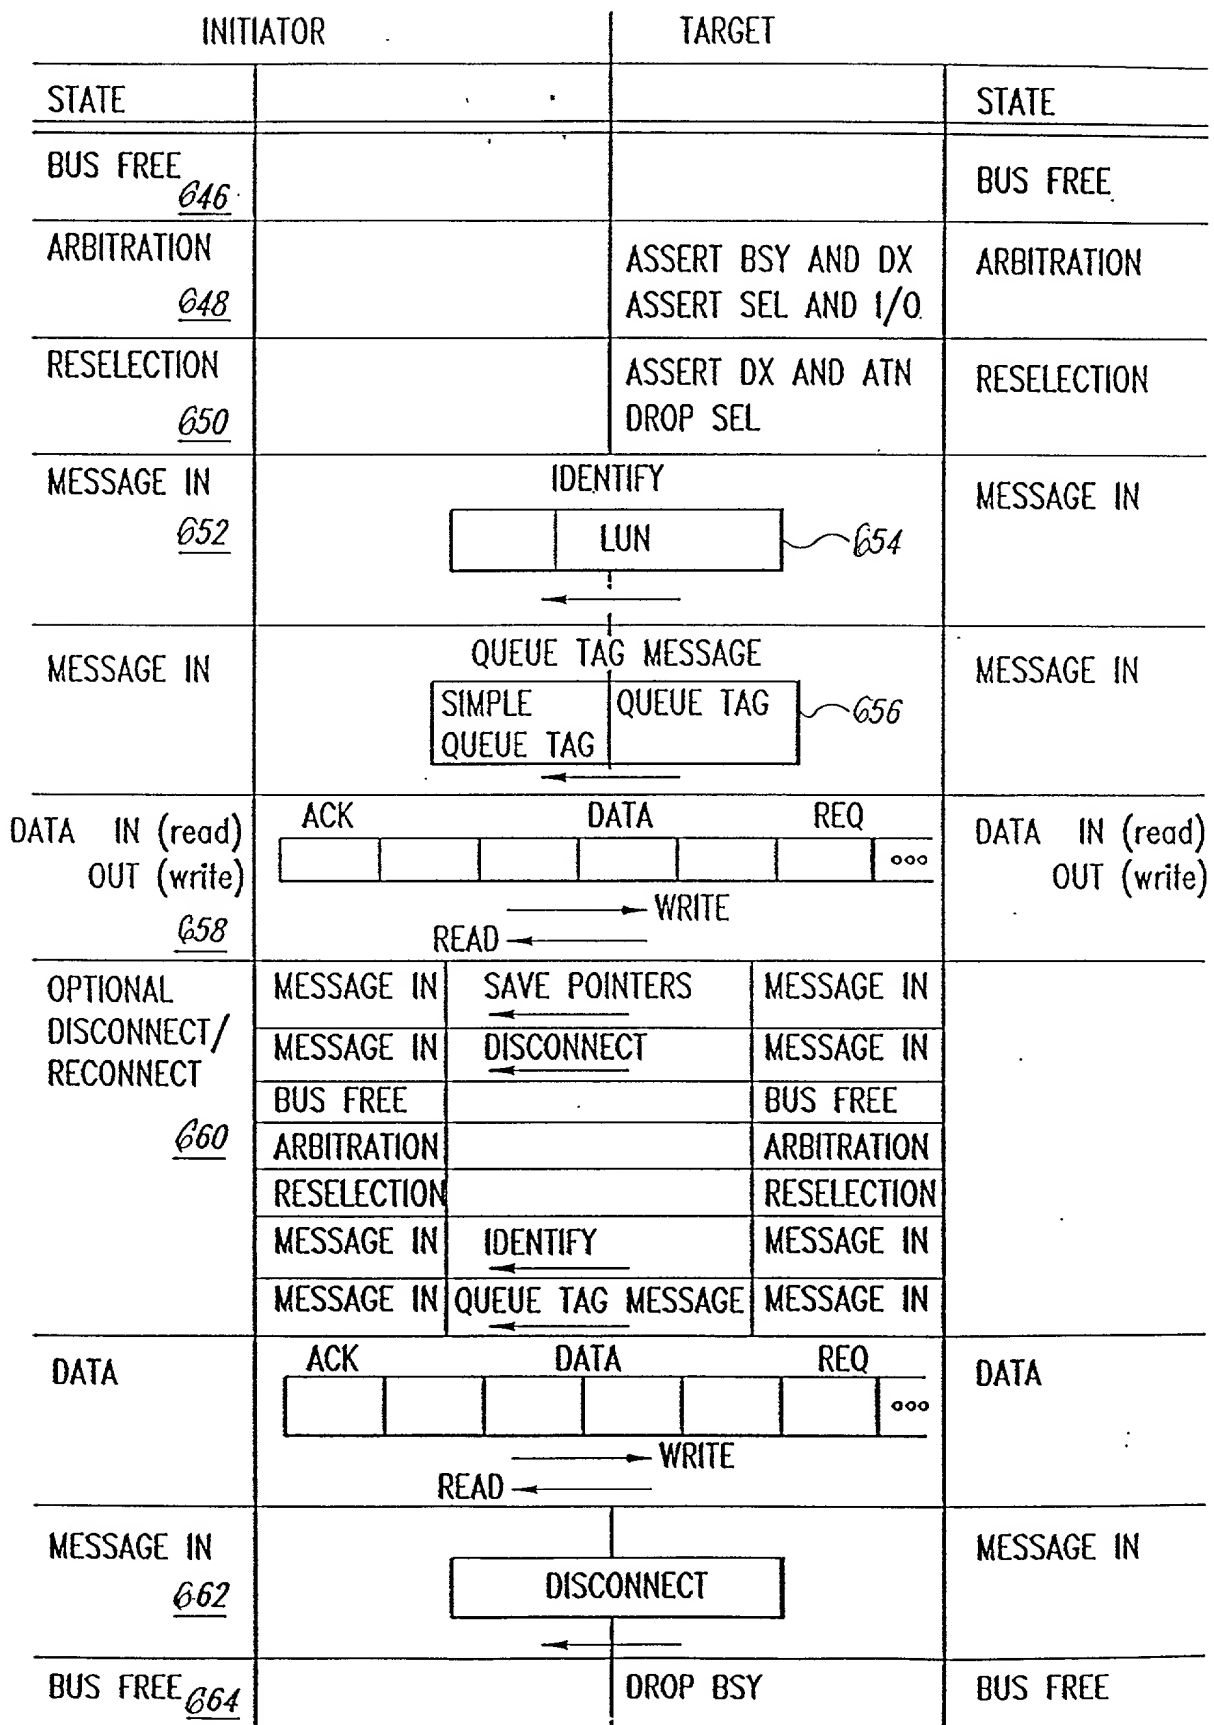 INITIATOR TARGET
STATE STATE
BUS FREE BUS FREE
646
ARBITRATION ASSERT BSY AND DX ARBITRATION
648 ASSERT SEL AND I/O
RESELECTION ASSERT DX AND ATN RESELECTION
650 DROP SEL
MESSAGE IN IDENTIFY MESSAGE IN
652 LUN 654
MESSAGE IN QUEUE TAG MESSAGE MESSAGE IN
SIMPLE QUEUE TAG 656
QUEUE TAG
ACK DATA REQ
DATA IN (read) DATA IN (read)
OUT (write) ooo OUT (write)
658 WRITE
READ
OPTIONAL MESSAGE IN SAVE POINTERS MESSAGE IN
DISCONNECT/ MESSAGE IN DISCONNECT MESSAGE IN
RECONNECT
BUS FREE BUS FREE
660 ARBITRATION ARBITRATION
RESELECTION RESELECTION
MESSAGE IN IDENTIFY MESSAGE IN
MESSAGE IN QUEUE TAG MESSAGE MESSAGE IN
ACK DATA REQ
DATA ooo DATA
WRITE
READ
MESSAGE IN MESSAGE IN
662 DISCONNECT
BUS FREE 664 DROP BSY BUS FREE